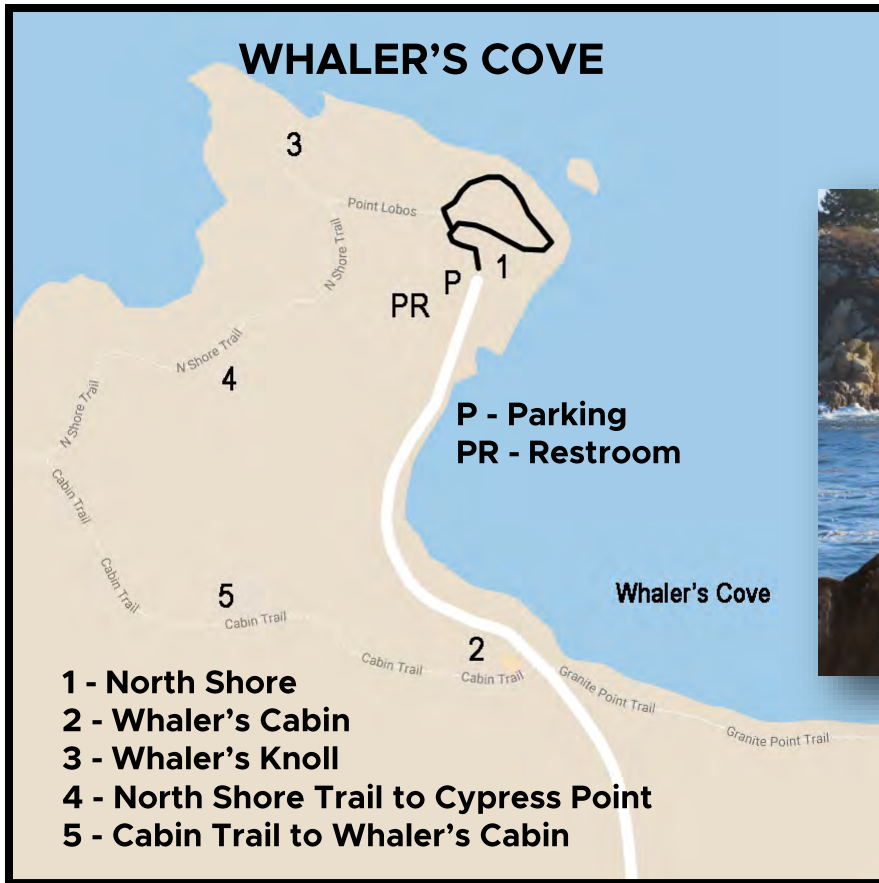 WHALER'S COVE
3
Point Lobos
N Shore Trail
1
P
PR
N Shore Trail
4
N Shore Trail
P - Parking
PR - Restroom
Cabin Trail
Cabin Trail
5
Cabin Trail
Whaler's Cove
2
Cabin Trail
Cabin Trail
Granite Point Trail
Granite Point Trail
1 - North Shore
2 - Whaler's Cabin
3 - Whaler's Knoll
4 - North Shore Trail to Cypress Point
5 - Cabin Trail to Whaler's Cabin